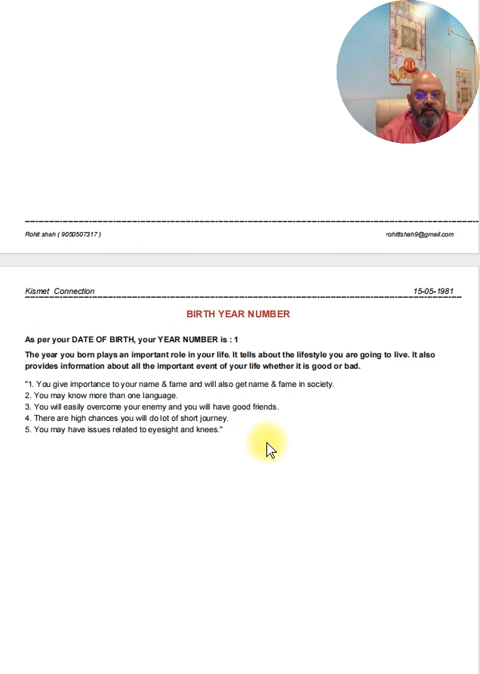 Rohit shah ( 9050507317 )
rohittshah9@gmail.com
Kismet Connection
15-05-1981
BIRTH YEAR NUMBER
As per your DATE OF BIRTH, your YEAR NUMBER is : 1
The year you born plays an important role in your life. It tells about the lifestyle you are going to live. It also
provides information about all the important event of your life whether it is good or bad.
"1. You give importance to your name & fame and will also get name & fame in society.
2. You may know more than one language.
3. You will easily overcome your enemy and you will have good friends.
4. There are high chances you will do lot of short journey.
5. You may have issues related to eyesight and knees."